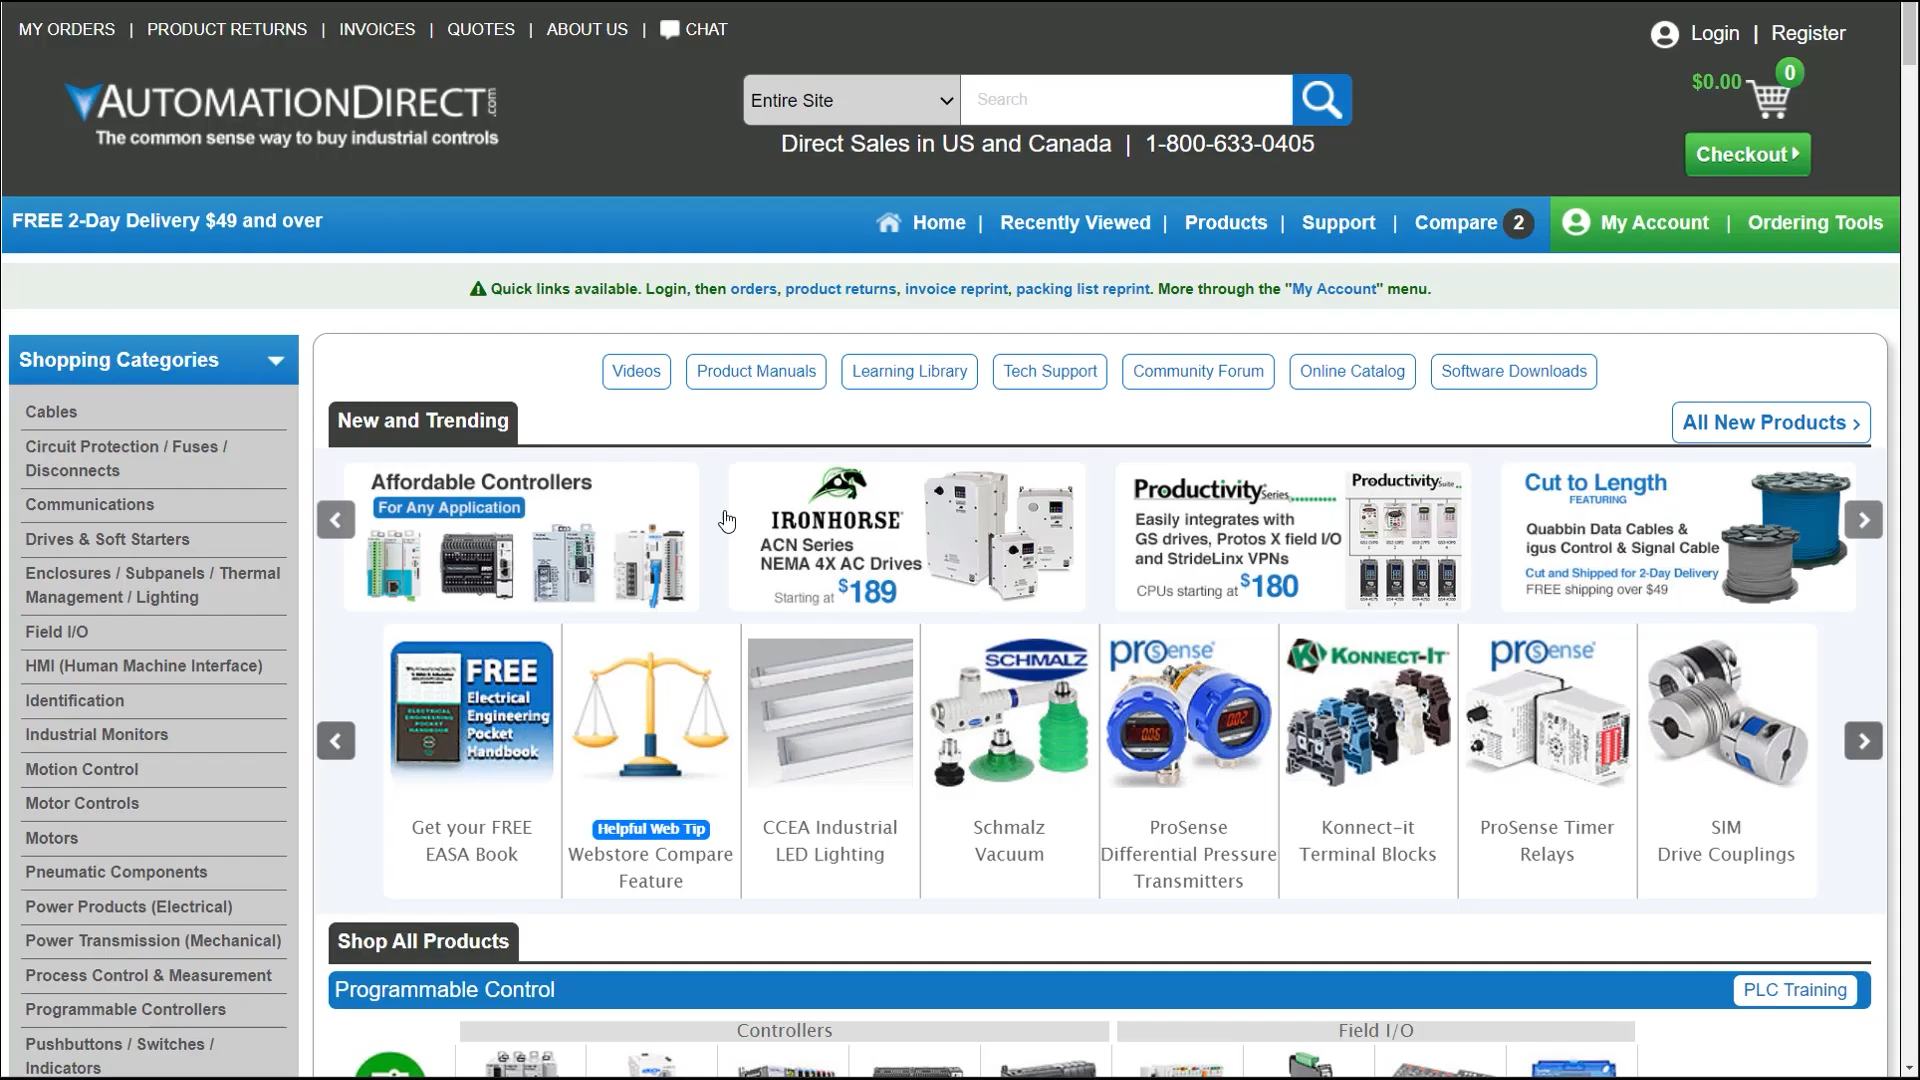 MY ORDERS | PRODUCT RETURNS | INVOICES | QUOTES | ABOUT US | CHAT
Login | Register
AUTOMATIONDIRECT.com
The common sense way to buy industrial controls
Entire Site
Search
$0.00
0
Direct Sales in US and Canada | 1-800-633-0405
Checkout
FREE 2-Day Delivery $49 and over
Home | Recently Viewed | Products | Support | Compare 2
My Account | Ordering Tools
Quick links available. Login, then orders, product returns, invoice reprint, packing list reprint. More through the "My Account" menu.
Shopping Categories
Cables
Circuit Protection / Fuses /
Disconnects
Communications
Drives & Soft Starters
Enclosures / Subpanels / Thermal
Management / Lighting
Field I/O
HMI (Human Machine Interface)
Identification
Industrial Monitors
Motion Control
Motor Controls
Motors
Pneumatic Components
Power Products (Electrical)
Power Transmission (Mechanical)
Process Control & Measurement
Programmable Controllers
Pushbuttons / Switches /
Indicators
Videos
Product Manuals
Learning Library
Tech Support
Community Forum
Online Catalog
Software Downloads
New and Trending
All New Products ›
Affordable Controllers
For Any Application
IRONHORSE
ACN Series
NEMA 4X AC Drives
Starting at $189
Productivity Series
Easily integrates with
GS drives, Protos X field I/O
and StrideLinx VPNs
CPUs starting at $180
Productivity Suite
Cut to Length
FEATURING
Quabbin Data Cables &
igus Control & Signal Cable
Cut and Shipped for 2-Day Delivery
FREE shipping over $49
FREE
Electrical
Engineering
Pocket
Handbook
Get your FREE
EASA Book
Helpful Web Tip
Webstore Compare
Feature
CCEA Industrial
LED Lighting
SCHMALZ
Schmalz
Vacuum
prosense
ProSense
Differential Pressure
Transmitters
KONNECT-IT
Konnect-it
Terminal Blocks
prosense
ProSense Timer
Relays
SIM
Drive Couplings
Shop All Products
Programmable Control
PLC Training
Controllers
Field I/O